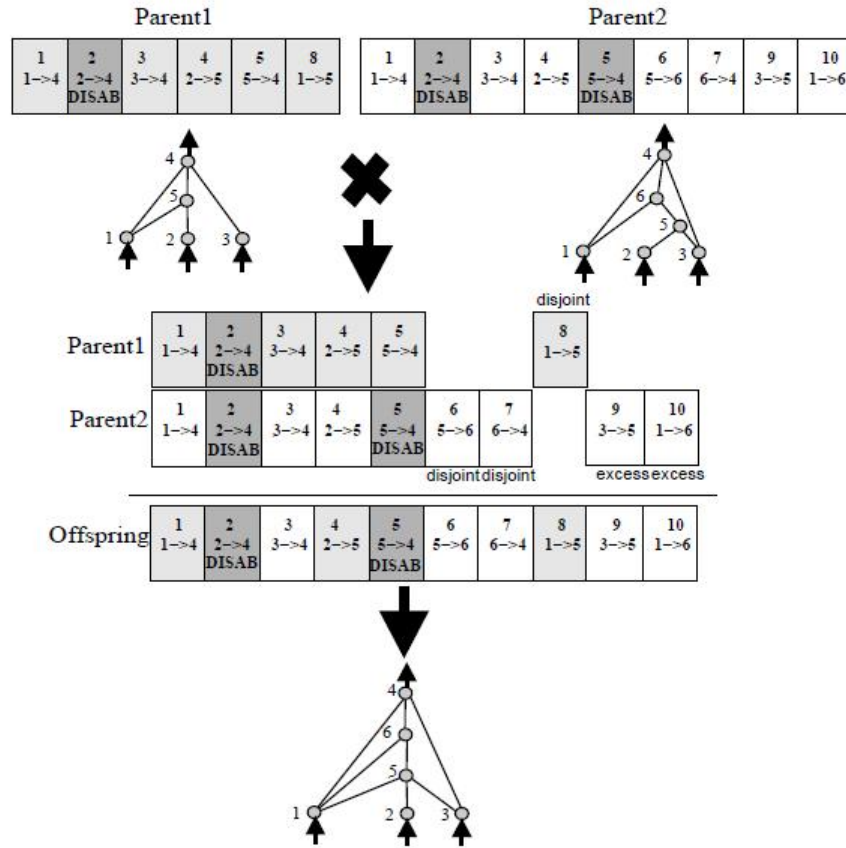 Parent1 Parent2
1 2 3 4 5 8 1 2 3 4 5 6 7 9 10
1->4 2->4 3->4 2->5 5->4 1->5 1->4 2->4 3->4 2->5 5->4 5->6 6->4 3->5 1->6
DISAB DISAB DISAB
4 4
5 6
5
1 2 3 1 2 3
disjoint
Parent1 1 2 3 4 5 8
1->4 2->4 3->4 2->5 5->4 1->5
DISAB
Parent2 1 2 3 4 5 6 7 9 10
1->4 2->4 3->4 2->5 5->4 5->6 6->4 3->5 1->6
DISAB DISAB
disjoint disjoint excess excess
Offspring 1 2 3 4 5 6 7 8 9 10
1->4 2->4 3->4 2->5 5->4 5->6 6->4 1->5 3->5 1->6
DISAB DISAB
4
6
5
1 2 3